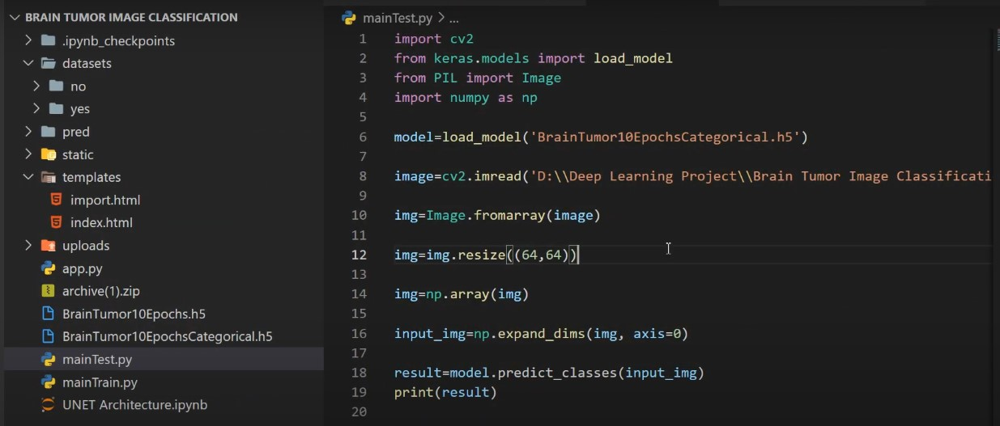 BRAIN TUMOR IMAGE CLASSIFICATION
.ipynb_checkpoints
datasets
no
yes
pred
static
templates
import.html
index.html
uploads
app.py
archive(1).zip
BrainTumor10Epochs.h5
BrainTumor10EpochsCategorical.h5
mainTest.py
mainTrain.py
UNET Architecture.ipynb
mainTest.py > ...
1 import cv2
2 from keras.models import load_model
3 from PIL import Image
4 import numpy as np
5
6 model=load_model('BrainTumor10EpochsCategorical.h5')
7
8 image=cv2.imread('D:\\Deep Learning Project\\Brain Tumor Image Classificati
9
10 img=Image.fromarray(image)
11
12 img=img.resize((64,64))
13
14 img=np.array(img)
15
16 input_img=np.expand_dims(img, axis=0)
17
18 result=model.predict_classes(input_img)
19 print(result)
20